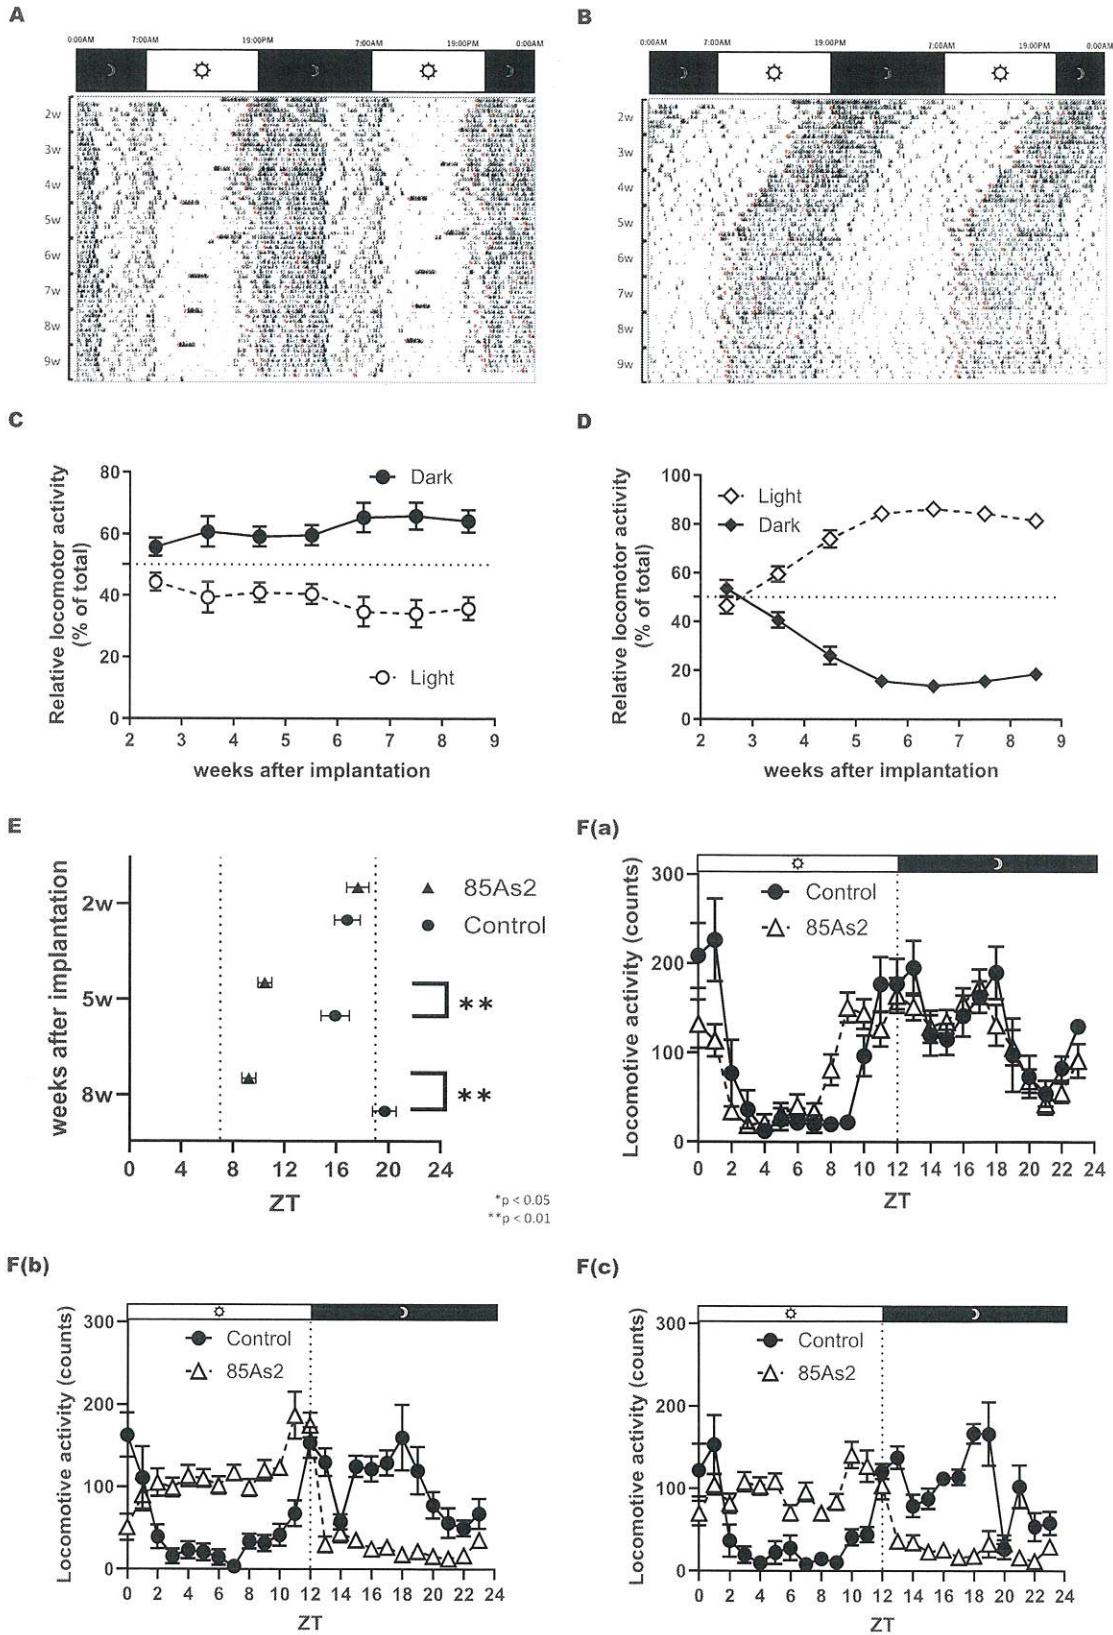 A
B
0:00AM 7:00AM 19:00PM 7:00AM 19:00PM 0:00AM
0:00AM 7:00AM 19:00PM 7:00AM 19:00PM 0:00AM
2w
3w
4w
5w
6w
7w
8w
9w
2w
3w
4w
5w
6w
7w
8w
9w
C
D
Relative locomotor activity
(% of total)
80
60
40
20
0
Dark
Light
2 3 4 5 6 7 8 9
weeks after implantation
Relative locomotor activity
(% of total)
100
80
60
40
20
0
Light
Dark
2 3 4 5 6 7 8 9
weeks after implantation
E
F(a)
weeks after implantation
2w
5w
8w
85As2
Control
**
**
0 4 8 12 16 20 24
ZT
*p < 0.05
**p < 0.01
Locomotive activity (counts)
300
200
100
0
Control
85As2
0 2 4 6 8 10 12 14 16 18 20 22 24
ZT
F(b)
F(c)
Locomotive activity (counts)
300
200
100
0
Control
85As2
0 2 4 6 8 10 12 14 16 18 20 22 24
ZT
Locomotive activity (counts)
300
200
100
0
Control
85As2
0 2 4 6 8 10 12 14 16 18 20 22 24
ZT